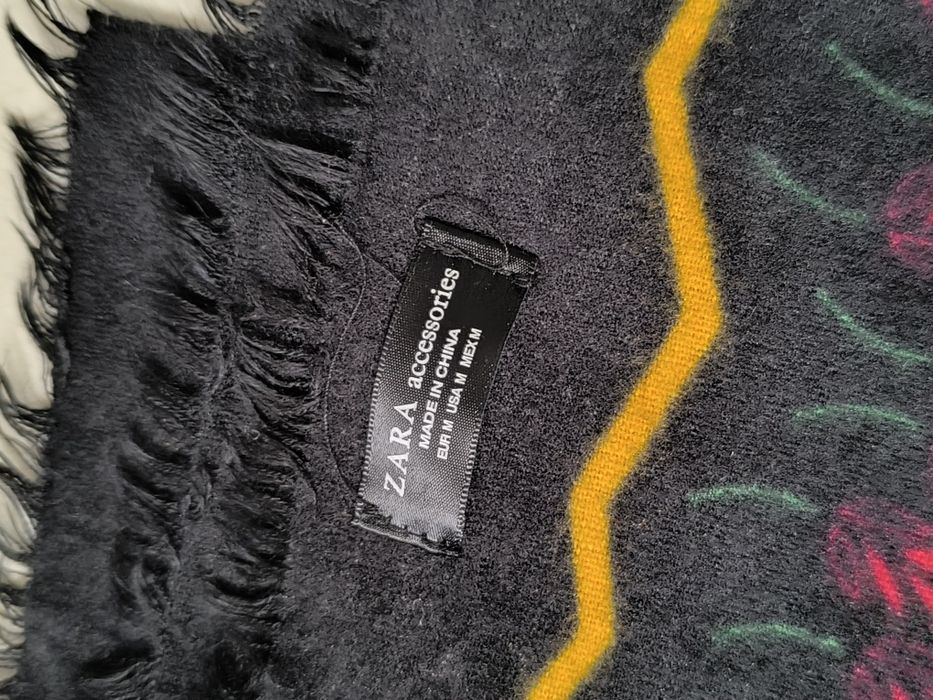 ZARA accessories
MADE IN CHINA
EUR M USA M MEX M